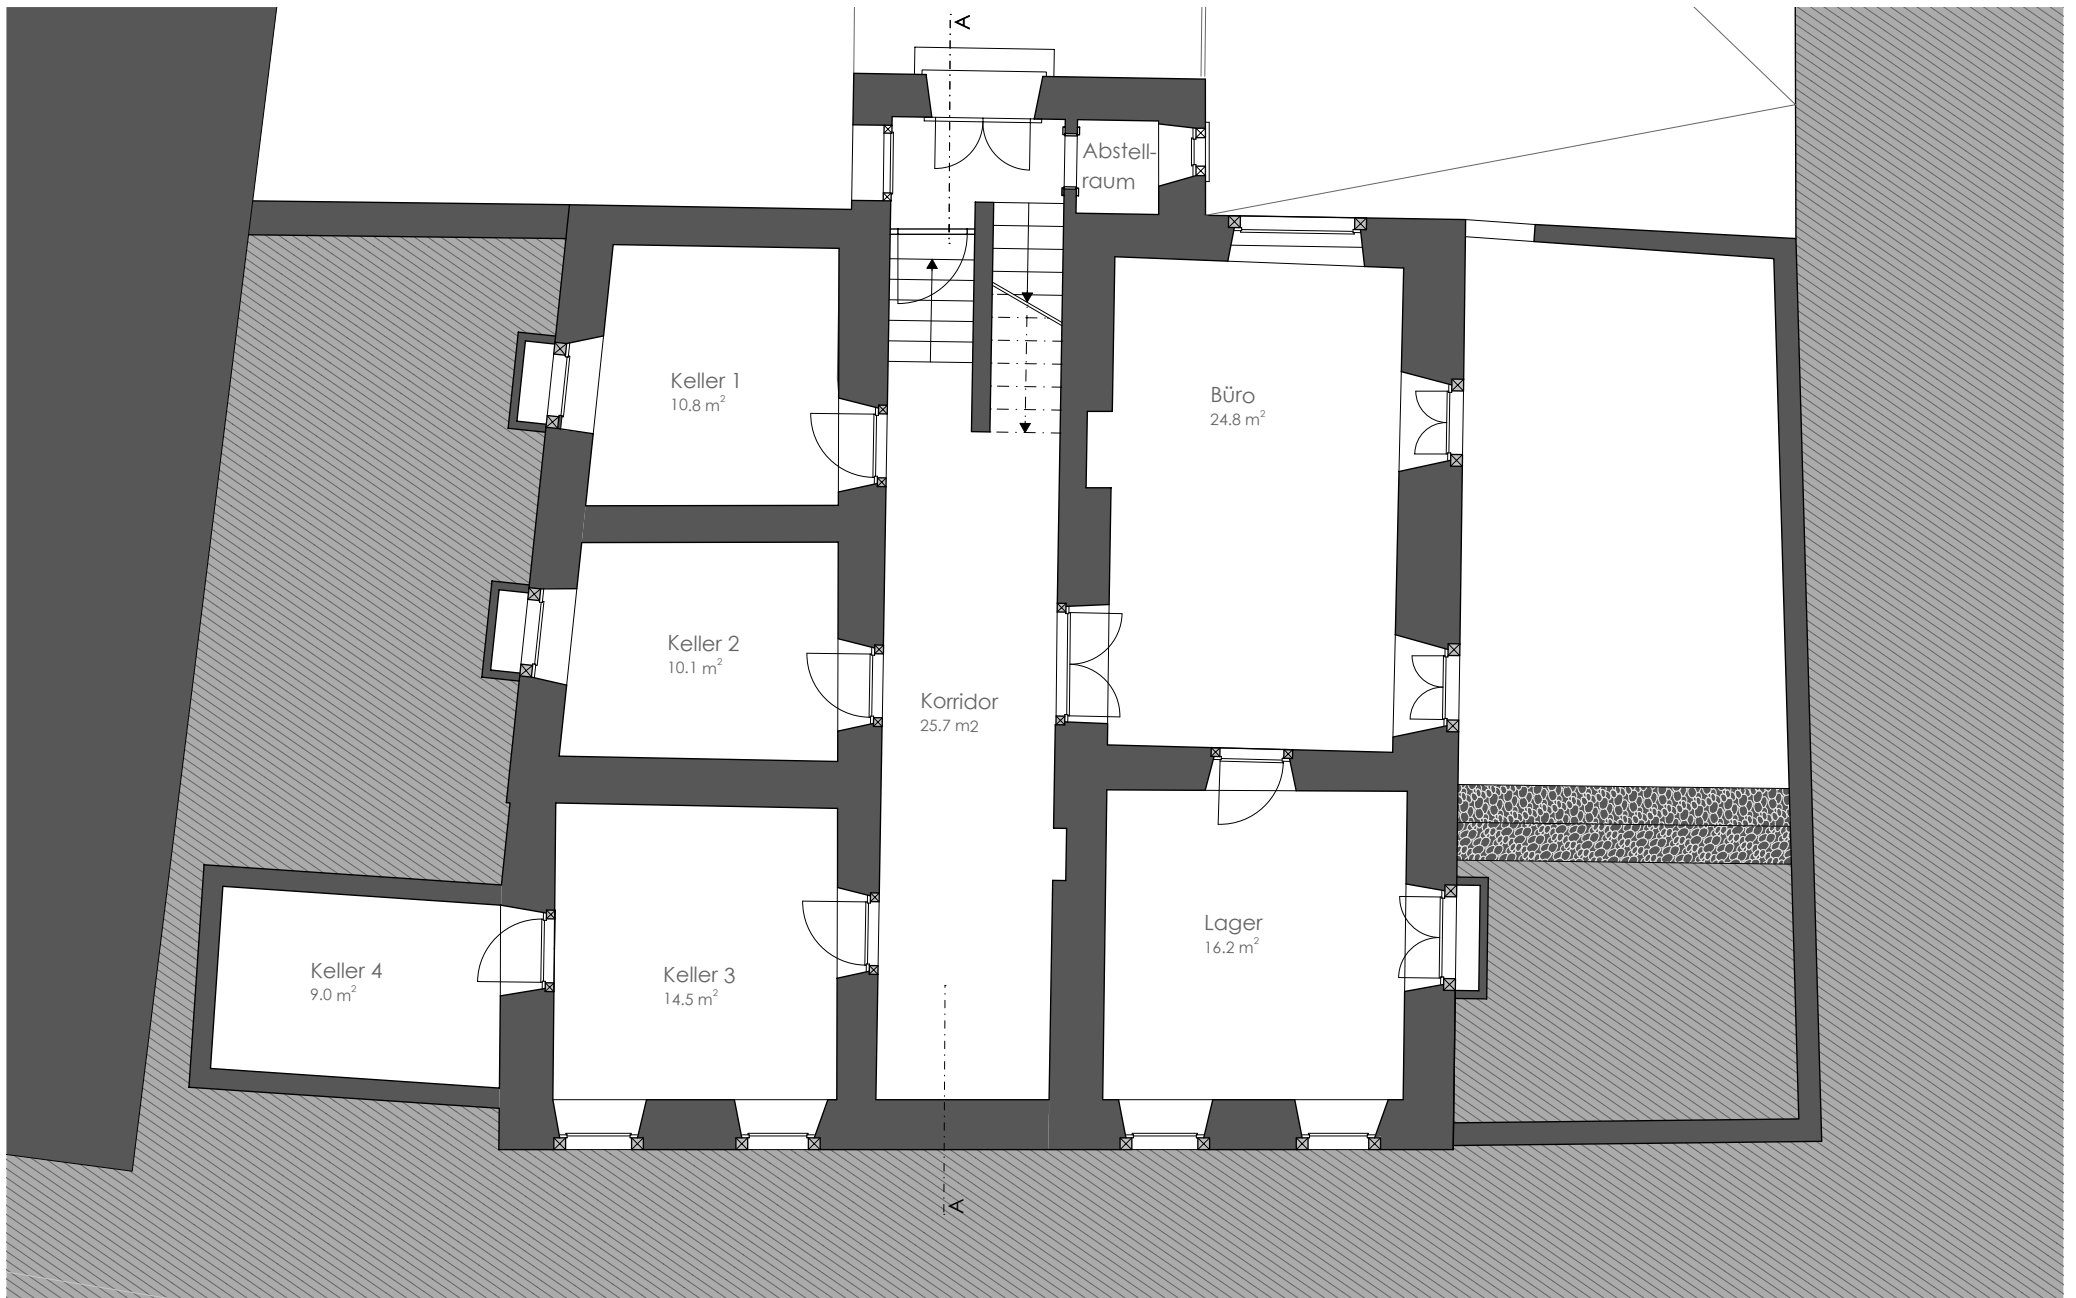 A
Abstell-
raum
Keller 1
10.8 m²
Büro
24.8 m²
Keller 2
10.1 m²
Korridor
25.7 m2
Lager
16.2 m²
Keller 4
9.0 m²
Keller 3
14.5 m²
A